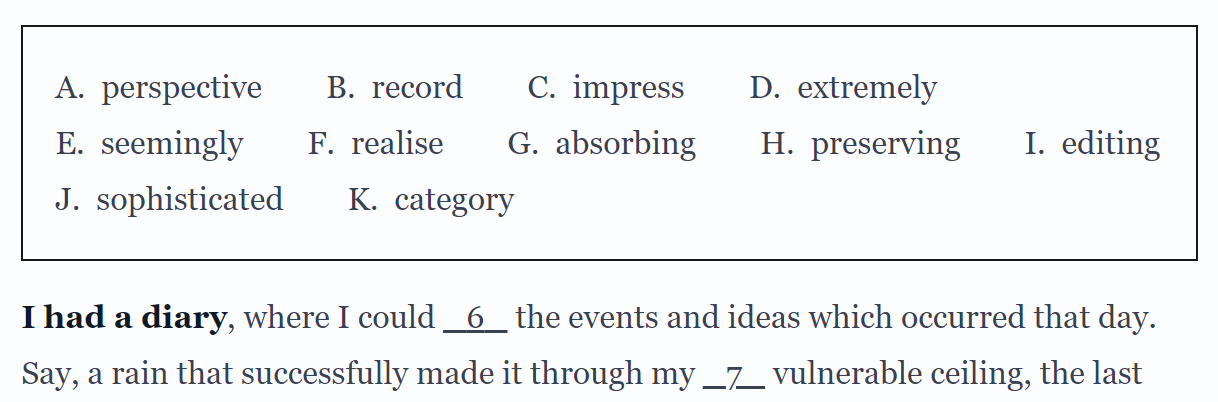 A. perspective B. record C. impress D. extremely
E. seemingly F. realise G. absorbing H. preserving I. editing
J. sophisticated K. category
I had a diary, where I could __6__ the events and ideas which occurred that day.
Say, a rain that successfully made it through my __7__ vulnerable ceiling, the last